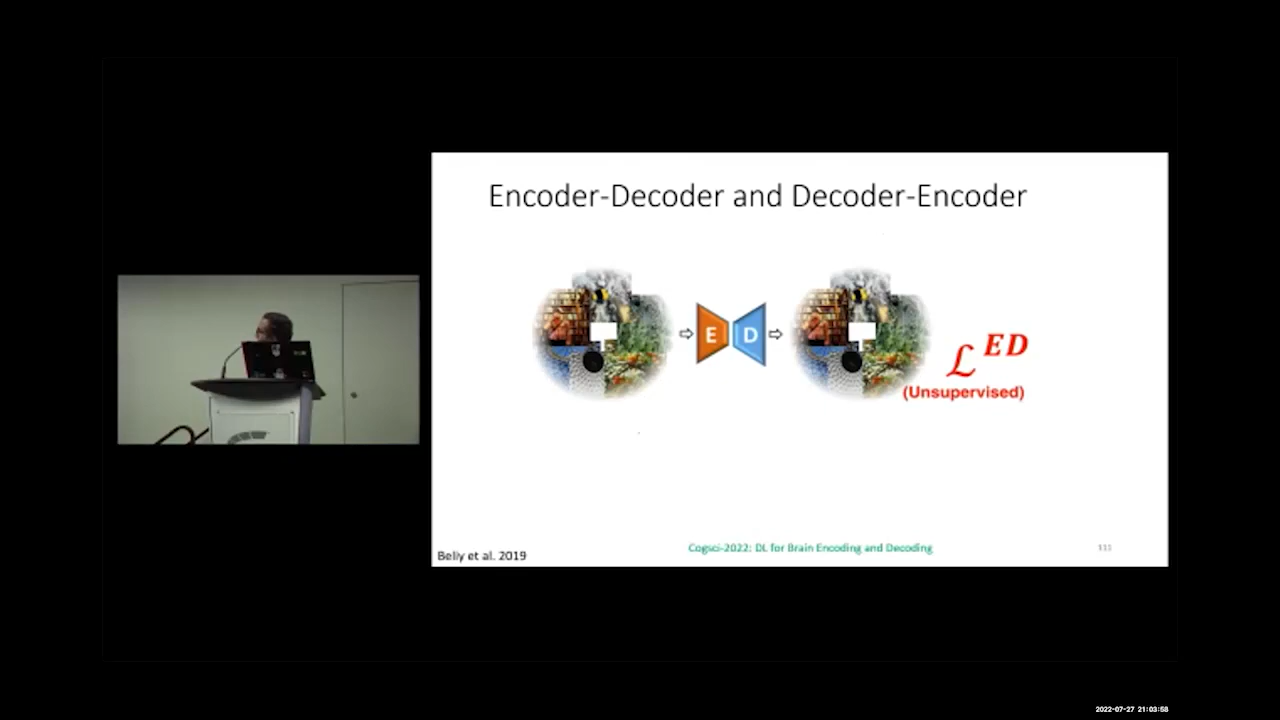 Encoder-Decoder and Decoder-Encoder
E D
ℒ^ED
(Unsupervised)
Beliy et al. 2019
Cogsci-2022: DL for Brain Encoding and Decoding
2022-07-27 21:03:58